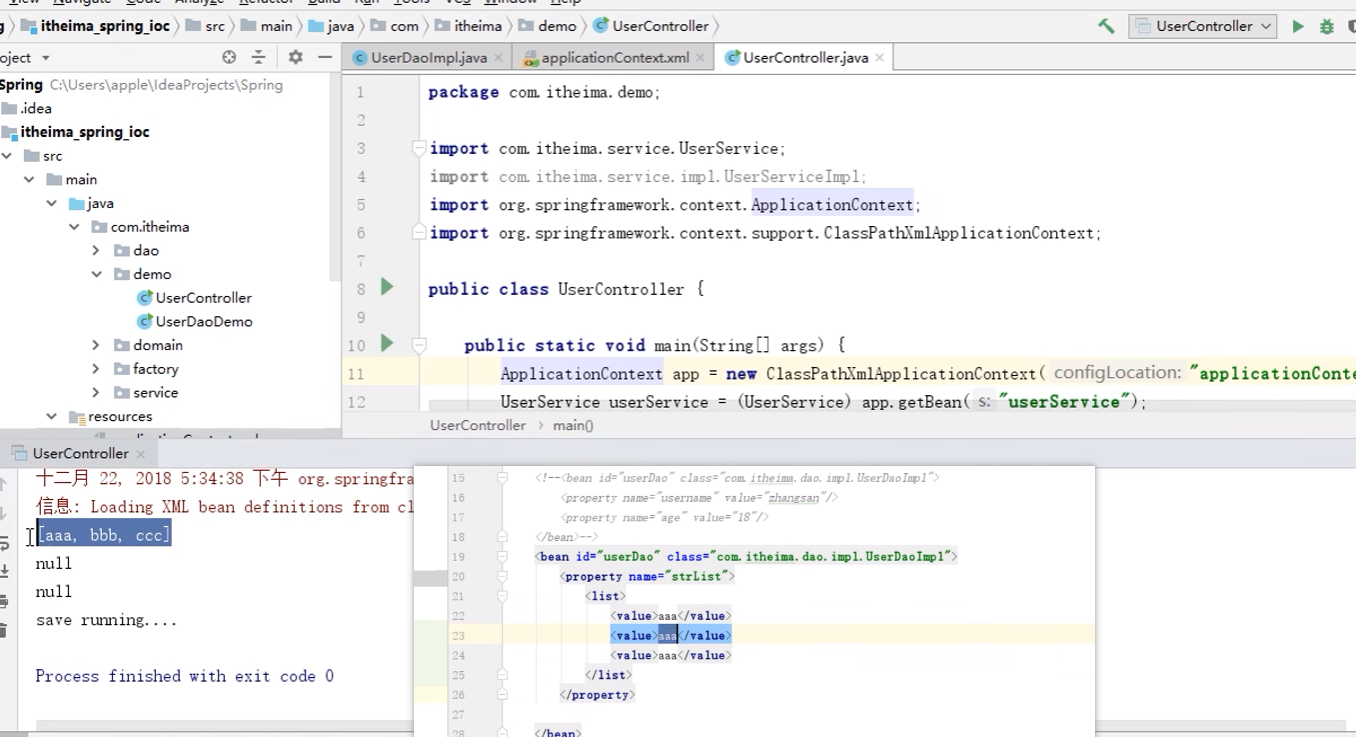 View Navigate Code Analyze Refactor Build Run Tools VCS Window Help
itheima_spring_ioc src main java com itheima demo UserController
UserController
oject
UserDaoImpl.java applicationContext.xml UserController.java
Spring C:\Users\apple\IdeaProjects\Spring
.idea
itheima_spring_ioc
src
main
java
com.itheima
dao
demo
UserController
UserDaoDemo
domain
factory
service
resources
1 package com.itheima.demo;
2
3 import com.itheima.service.UserService;
4 import com.itheima.service.impl.UserServiceImpl;
5 import org.springframework.context.ApplicationContext;
6 import org.springframework.context.support.ClassPathXmlApplicationContext;
7
8 public class UserController {
9
10 public static void main(String[] args) {
11 ApplicationContext app = new ClassPathXmlApplicationContext( configLocation: "applicationConte
12 UserService userService = (UserService) app.getBean( s: "userService");
UserController main()
UserController
十二月 22, 2018 5:34:38 下午 org.springfra
信息: Loading XML bean definitions from cl
[aaa, bbb, ccc]
null
null
save running....
Process finished with exit code 0
15 <!--<bean id="userDao" class="com.itheima.dao.impl.UserDaoImpl">
16 <property name="username" value="zhangsan"/>
17 <property name="age" value="18"/>
18 </bean>-->
19 <bean id="userDao" class="com.itheima.dao.impl.UserDaoImpl">
20 <property name="strList">
21 <list>
22 <value>aaa</value>
23 <value>aaa</value>
24 <value>aaa</value>
25 </list>
26 </property>
27
28 </bean>